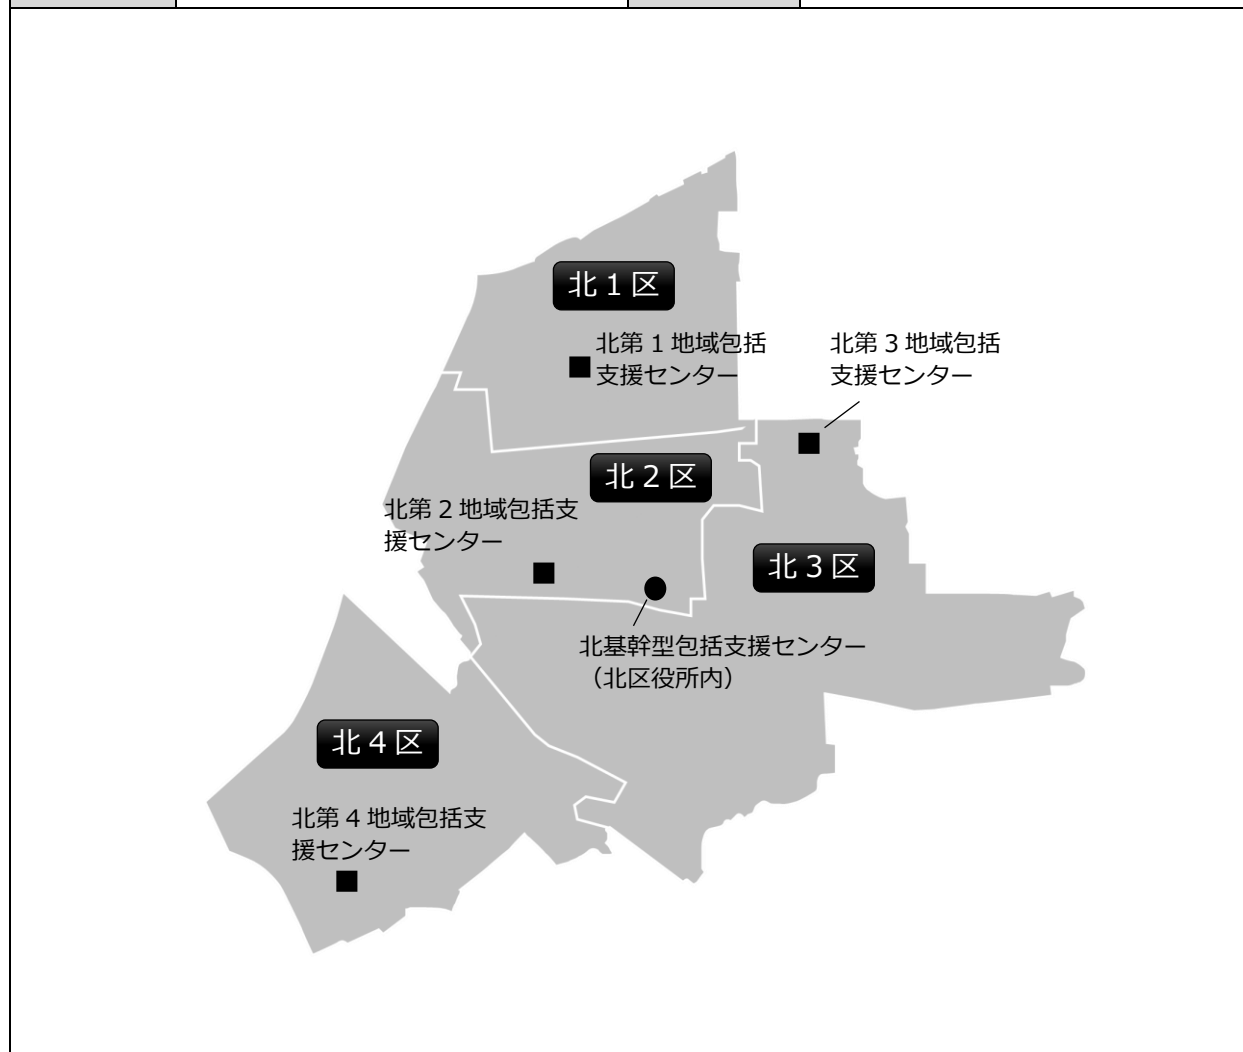 北１区
北第１地域包括
支援センター
北第３地域包括
支援センター
北２区
北第２地域包括支
援センター
北３区
北基幹型包括支援センター
（北区役所内）
北４区
北第４地域包括支
援センター